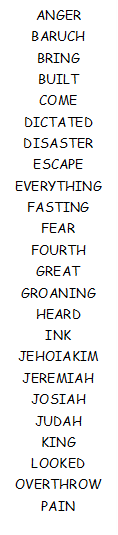 ANGER
BARUCH
BRING
BUILT
COME
DICTATED
DISASTER
ESCAPE
EVERYTHING
FASTING
FEAR
FOURTH
GREAT
GROANING
HEARD
INK
JEHOIAKIM
JEREMIAH
JOSIAH
JUDAH
KING
LOOKED
OVERTHROW
PAIN